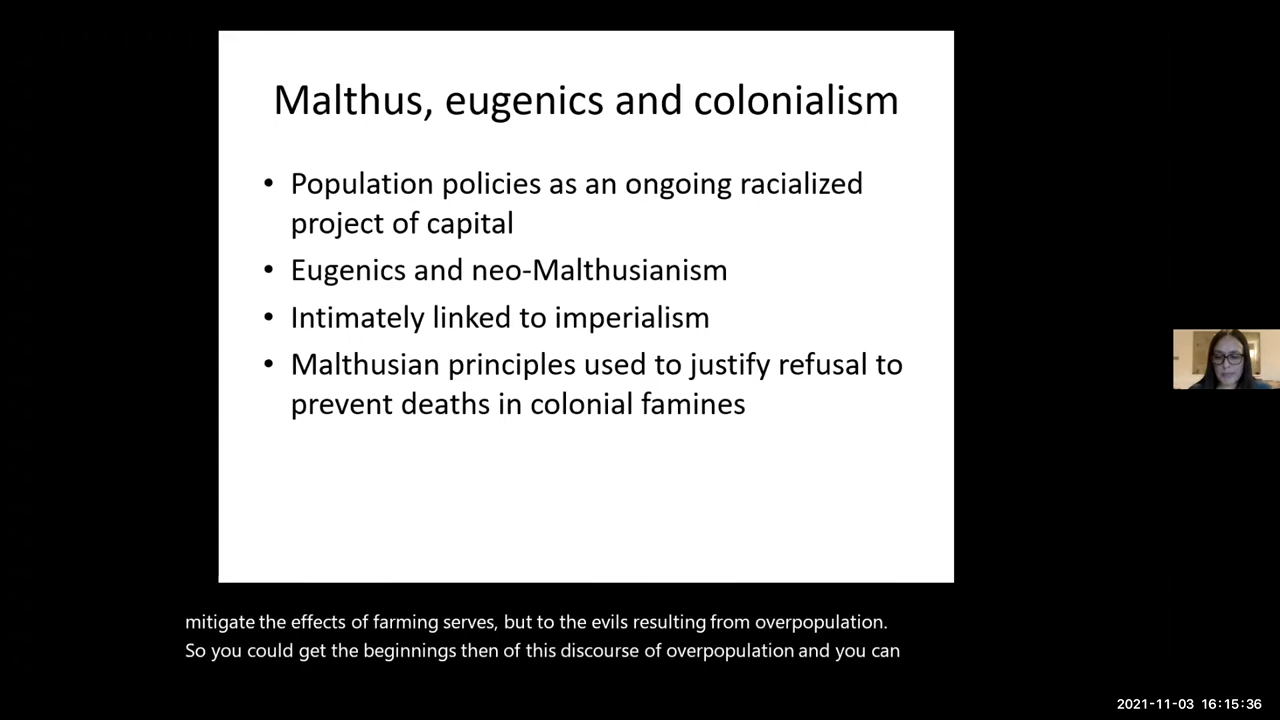 Malthus, eugenics and colonialism
• Population policies as an ongoing racialized
project of capital
• Eugenics and neo-Malthusianism
• Intimately linked to imperialism
• Malthusian principles used to justify refusal to
prevent deaths in colonial famines
mitigate the effects of farming serves, but to the evils resulting from overpopulation.
So you could get the beginnings then of this discourse of overpopulation and you can
2021-11-03 16:15:36